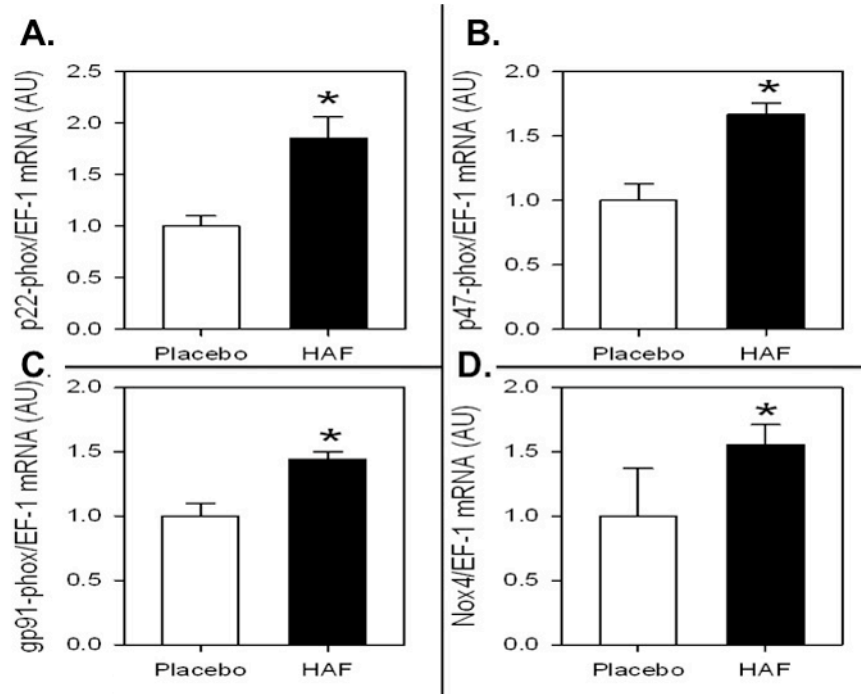 A.
p22-phox/EF-1 mRNA (AU)
2.5
2.0
1.5
1.0
0.5
0.0
*
Placebo HAF
B.
p47-phox/EF-1 mRNA (AU)
2.0
1.5
1.0
0.5
0.0
*
Placebo HAF
C.
gp91-phox/EF-1 mRNA (AU)
2.0
1.5
1.0
0.5
0.0
*
Placebo HAF
D.
Nox4/EF-1 mRNA (AU)
2.0
1.5
1.0
0.5
0.0
*
Placebo HAF